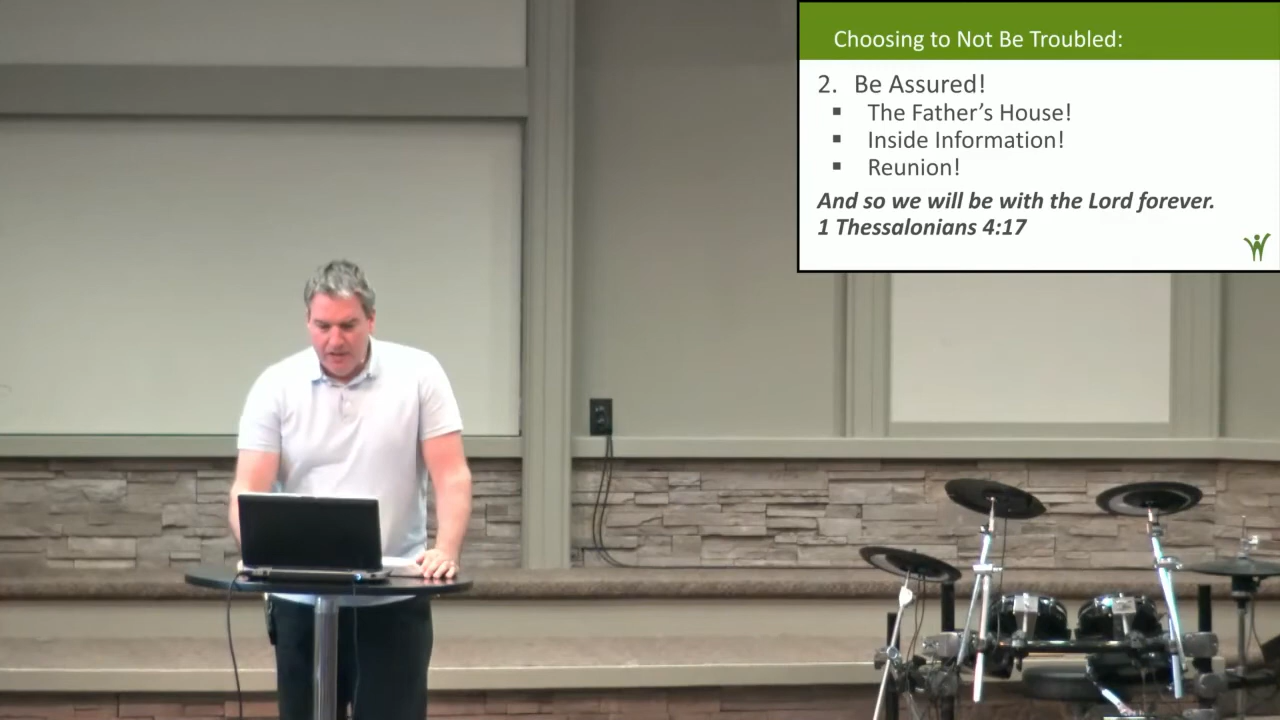 Choosing to Not Be Troubled:
2. Be Assured!
▪ The Father's House!
▪ Inside Information!
▪ Reunion!
And so we will be with the Lord forever.
1 Thessalonians 4:17